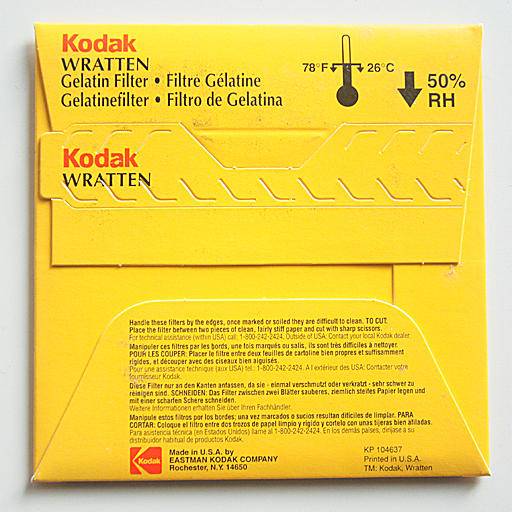 Kodak
WRATTEN
Gelatin Filter • Filtre Gélatine
Gelatinefilter • Filtro de Gelatina
78°F 26°C
50%
RH
Kodak
WRATTEN
Handle these filters by the edges, once marked or soiled they are difficult to clean. TO CUT:
Place the filter between two pieces of clean, fairly stiff paper and cut with sharp scissors.
For technical assistance (within USA) call: 1-800-242-2424. Outside of USA: Contact your local Kodak dealer.
Manipuler ces filtres par les bords, une fois marqués ou salis, ils sont très difficiles à nettoyer.
POUR LES COUPER: Placer le filtre entre deux feuilles de cartoline bien propres et suffisamment
rigides, et découper avec des ciseaux bien aiguisés.
Pour une assistance technique (aux USA) tel.: 1-800-242-2424. A l'extérieur des USA: Contacter votre
fournisseur Kodak.
Diese Filter nur an den Kanten anfassen, da sie - einmal verschmutzt oder verkratzt - sehr schwer zu
reinigen sind. SCHNEIDEN: Das Filter zwischen zwei Blätter sauberes, ziemlich steifes Papier legen und
mit einer scharfen Schere schneiden.
Weitere Informationen erhalten Sie über Ihren Fachhändler.
Manipule estos filtros por los bordes; una vez marcados o sucios resultan difíciles de limpiar. PARA
CORTAR: Coloque el filtro entre dos trozos de papel limpio y rígido y córtelo con unas tijeras bien afiladas.
Para asistencia técnica (en Estados Unidos) llame al 1-800-242-2424. En los demás países, diríjase a su
distribuidor habitual de productos Kodak.
Kodak
Made in U.S.A. by
EASTMAN KODAK COMPANY
Rochester, N.Y. 14650
KP 104637
Printed in U.S.A.
TM: Kodak, Wratten